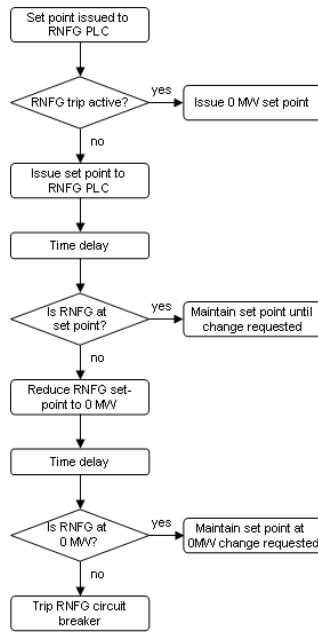 Set point issued to
RNFG PLC
RNFG trip active?
yes
Issue 0 MW set point
no
Issue set point to
RNFG PLC
Time delay
Is RNFG at
set point?
yes
Maintain set point until
change requested
no
Reduce RNFG set-
point to 0 MW
Time delay
Is RNFG at
0 MW?
yes
Maintain set point at
0MW change requested
no
Trip RNFG circuit
breaker